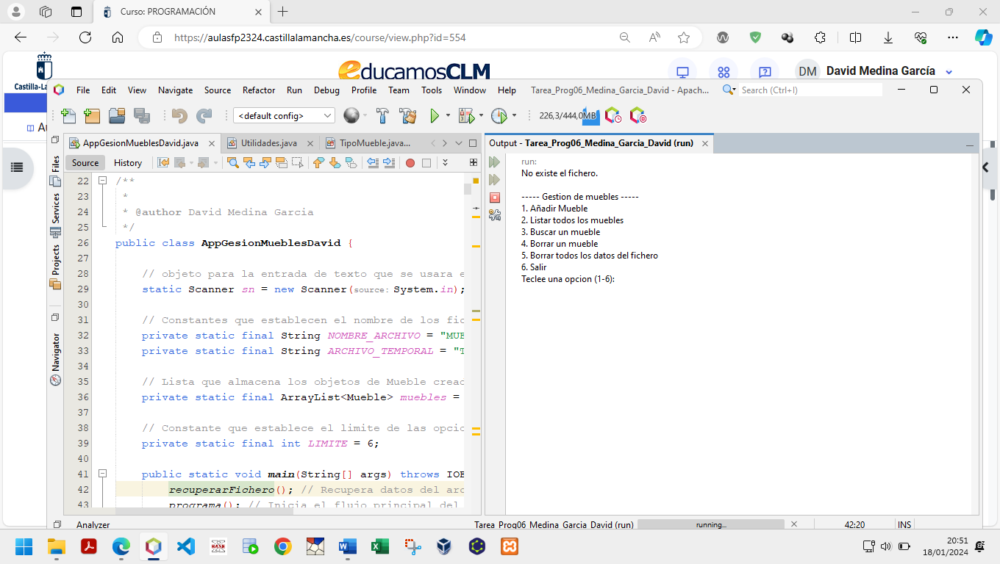 Curso: PROGRAMACIÓN
https://aulasfp2324.castillalamancha.es/course/view.php?id=554
educamosCLM
DM David Medina García
File Edit View Navigate Source Refactor Run Debug Profile Team Tools Window Help Tarea_Prog06_Medina_Garcia_David - Apach... Search (Ctrl+I)
<default config> 226,3/444,0MB
AppGesionMueblesDavid.java Utilidades.java TipoMueble.java...
Source History
Files
Services
Projects
Navigator
22 /**
23 *
24 * @author David Medina Garcia
25 */
26 public class AppGesionMueblesDavid {
27
28 // objeto para la entrada de texto que se usara e
29 static Scanner sn = new Scanner(source: System.in);
30
31 // Constantes que establecen el nombre de los fic
32 private static final String NOMBRE_ARCHIVO = "MUE
33 private static final String ARCHIVO_TEMPORAL = "T
34
35 // Lista que almacena los objetos de Mueble creac
36 private static final ArrayList<Mueble> muebles =
37
38 // Constante que establece el limite de las opcio
39 private static final int LIMITE = 6;
40
41 public static void main(String[] args) throws IOE
42 recuperarFichero(); // Recupera datos del arc
43 programa(); // Inicia el flujo principal del
Output - Tarea_Prog06_Medina_Garcia_David (run)
run:
No existe el fichero.
----- Gestion de muebles -----
1. Añadir Mueble
2. Listar todos los muebles
3. Buscar un mueble
4. Borrar un mueble
5. Borrar todos los datos del fichero
6. Salir
Teclee una opcion (1-6):
Analyzer Tarea_Prog06_Medina_Garcia_David (run) running... 42:20 INS
20:51
18/01/2024